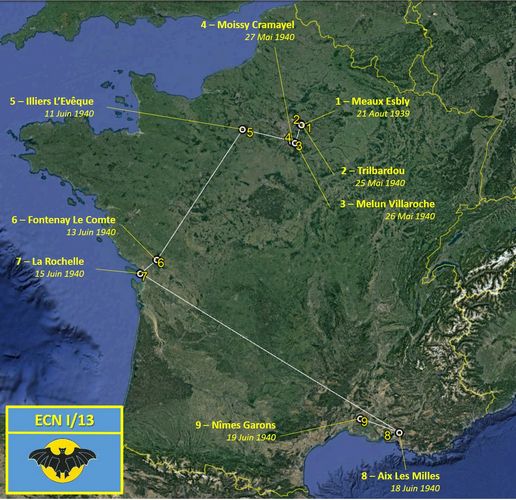 4 – Moissy Cramayel
27 Mai 1940
5 – Illiers L'Evêque
11 Juin 1940
1 – Meaux Esbly
21 Aout 1939
2
1
5
4
3
2 – Trilbardou
25 Mai 1940
3 – Melun Villaroche
26 Mai 1940
6 – Fontenay Le Comte
13 Juin 1940
6
7 – La Rochelle
15 Juin 1940
7
ECN I/13
9 – Nîmes Garons
19 Juin 1940
9
8
8 – Aix Les Milles
18 Juin 1940